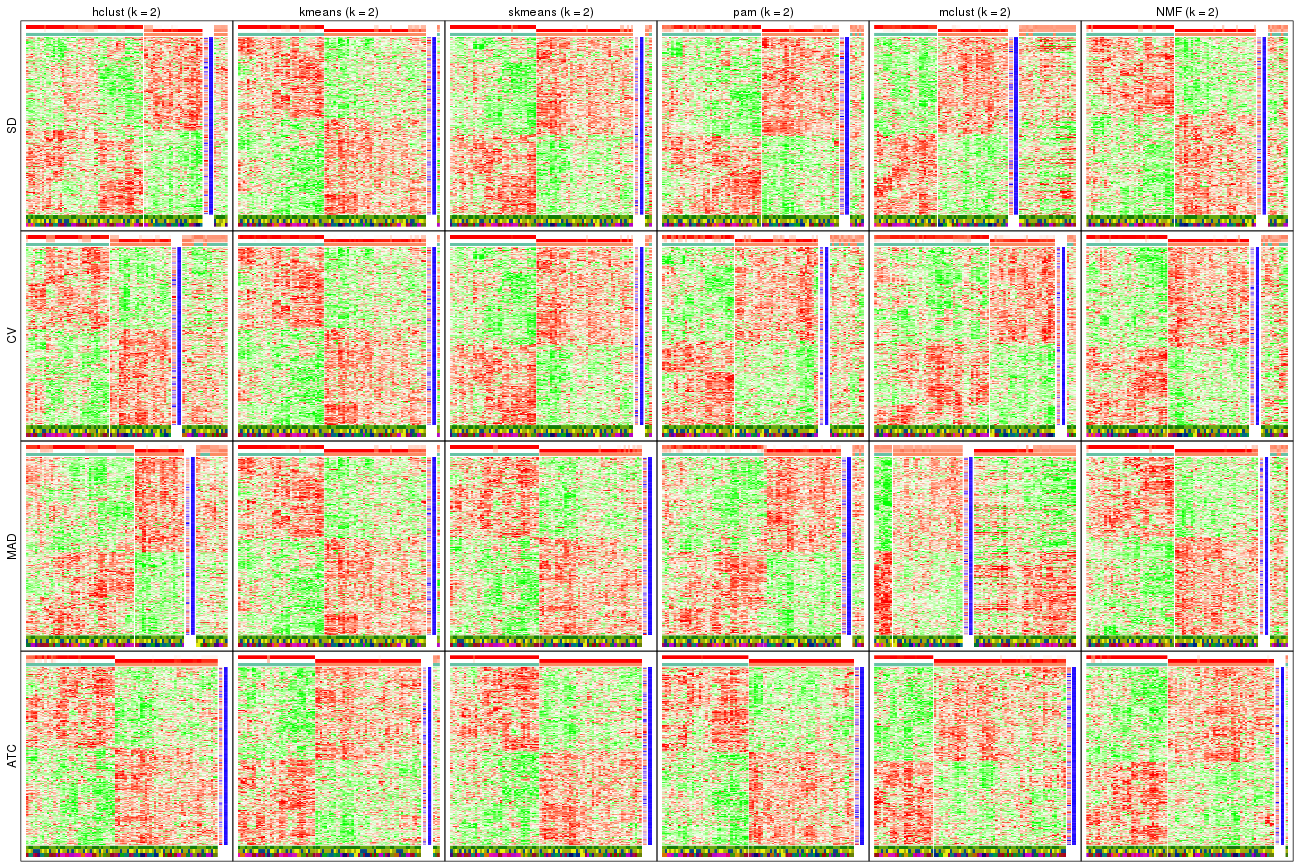 hclust (k = 2) kmeans (k = 2) skmeans (k = 2) pam (k = 2) mclust (k = 2) NMF (k = 2)
SD
CV
MAD
ATC